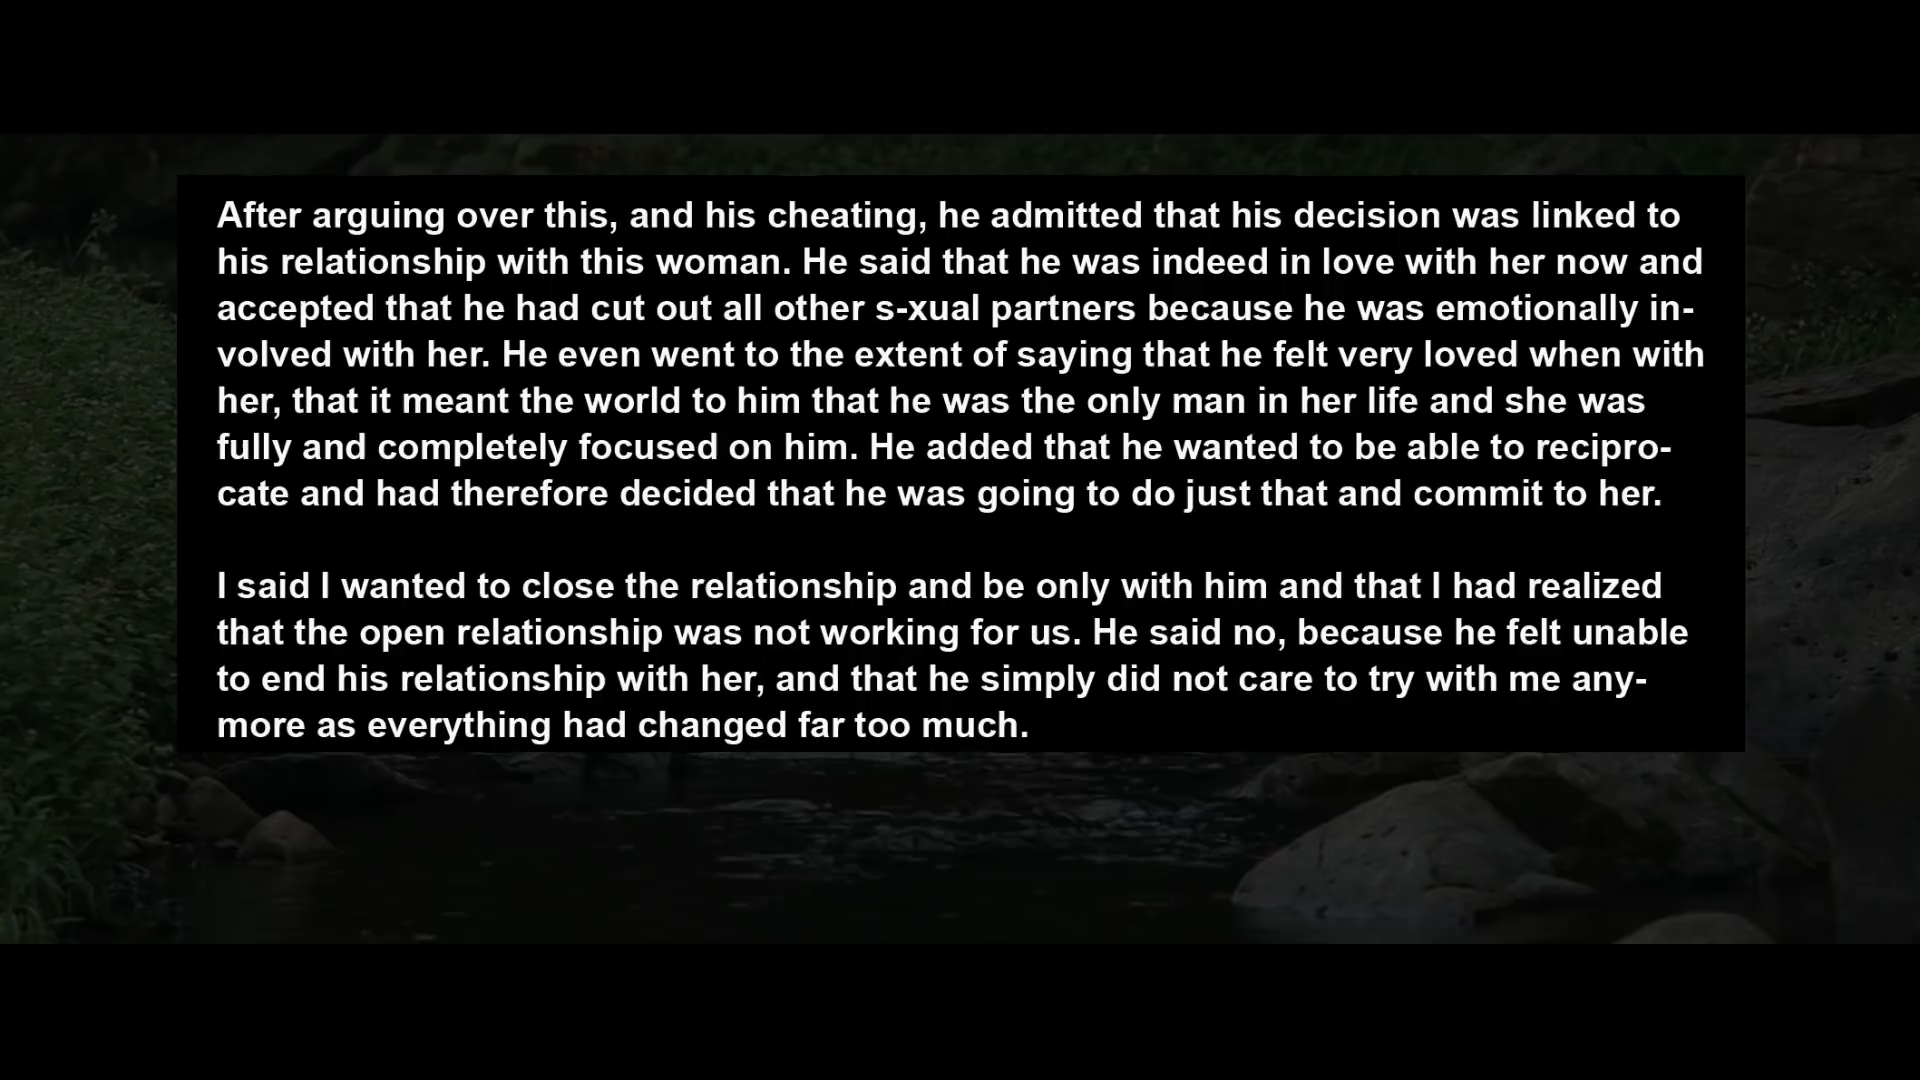 After arguing over this, and his cheating, he admitted that his decision was linked to
his relationship with this woman. He said that he was indeed in love with her now and
accepted that he had cut out all other s-xual partners because he was emotionally in-
volved with her. He even went to the extent of saying that he felt very loved when with
her, that it meant the world to him that he was the only man in her life and she was
fully and completely focused on him. He added that he wanted to be able to recipro-
cate and had therefore decided that he was going to do just that and commit to her.
I said I wanted to close the relationship and be only with him and that I had realized
that the open relationship was not working for us. He said no, because he felt unable
to end his relationship with her, and that he simply did not care to try with me any-
more as everything had changed far too much.